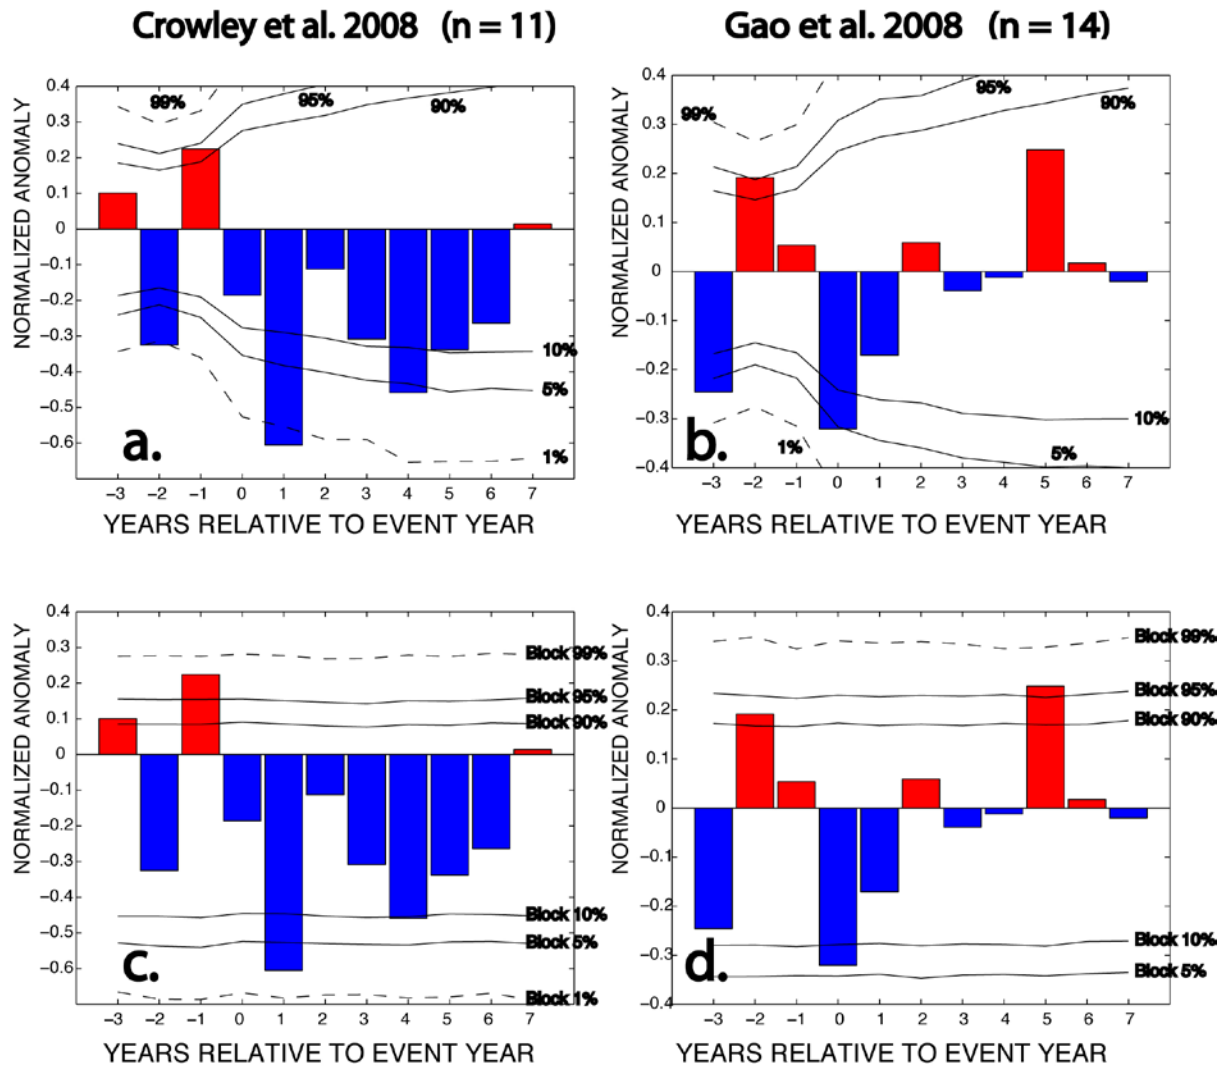 Crowley et al. 2008 (n = 11)
Gao et al. 2008 (n = 14)
NORMALIZED ANOMALY
0.4
0.3
0.2
0.1
0
−0.1
−0.2
−0.3
−0.4
−0.5
−0.6
99%
95%
90%
10%
5%
1%
a.
−3 −2 −1 0 1 2 3 4 5 6 7
YEARS RELATIVE TO EVENT YEAR
NORMALIZED ANOMALY
0.4
0.3
0.2
0.1
0
−0.1
−0.2
−0.3
−0.4
99%
95%
90%
10%
5%
1%
b.
−3 −2 −1 0 1 2 3 4 5 6 7
YEARS RELATIVE TO EVENT YEAR
NORMALIZED ANOMALY
0.4
0.3
0.2
0.1
0
−0.1
−0.2
−0.3
−0.4
−0.5
−0.6
Block 99%
Block 95%
Block 90%
Block 10%
Block 5%
Block 1%
c.
−3 −2 −1 0 1 2 3 4 5 6 7
YEARS RELATIVE TO EVENT YEAR
NORMALIZED ANOMALY
0.4
0.3
0.2
0.1
0
−0.1
−0.2
−0.3
−0.4
Block 99%
Block 95%
Block 90%
Block 10%
Block 5%
d.
−3 −2 −1 0 1 2 3 4 5 6 7
YEARS RELATIVE TO EVENT YEAR